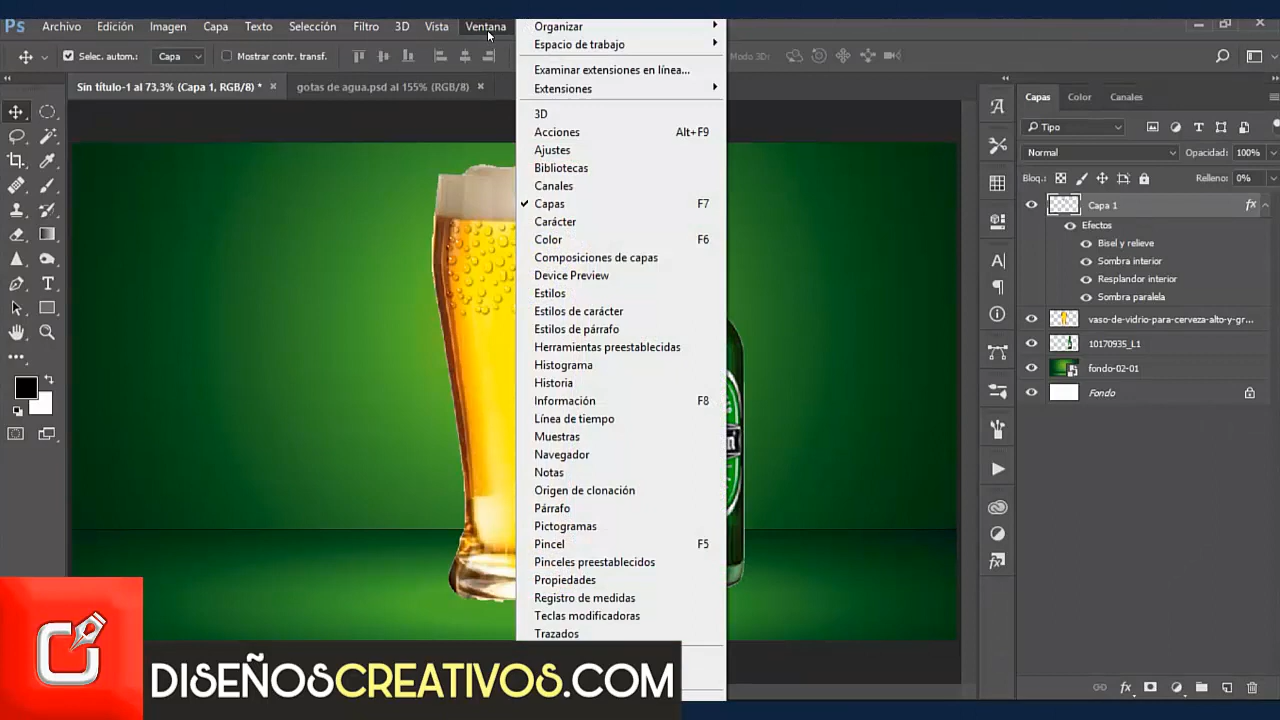 Ps Archivo Edición Imagen Capa Texto Selección Filtro 3D Vista Ventana
Selec. autom.: Capa Mostrar contr. transf. Modo 3D:
Sin título-1 al 73,3% (Capa 1, RGB/8) * × gotas de agua.psd al 155% (RGB/8) ×
Organizar
Espacio de trabajo
Examinar extensiones en línea...
Extensiones
3D
Acciones Alt+F9
Ajustes
Bibliotecas
Canales
Capas F7
Carácter
Color F6
Composiciones de capas
Device Preview
Estilos
Estilos de carácter
Estilos de párrafo
Herramientas preestablecidas
Histograma
Historia
Información F8
Línea de tiempo
Muestras
Navegador
Notas
Origen de clonación
Párrafo
Pictogramas
Pincel F5
Pinceles preestablecidos
Propiedades
Registro de medidas
Teclas modificadoras
Trazados
Capas Color Canales
Tipo
Normal Opacidad: 100%
Bloq.: Relleno: 0%
Capa 1 fx
Efectos
Bisel y relieve
Sombra interior
Resplandor interior
Sombra paralela
vaso-de-vidrio-para-cerveza-alto-y-gr...
10170935_L1
fondo-02-01
Fondo
DISEÑOSCREATIVOS.COM